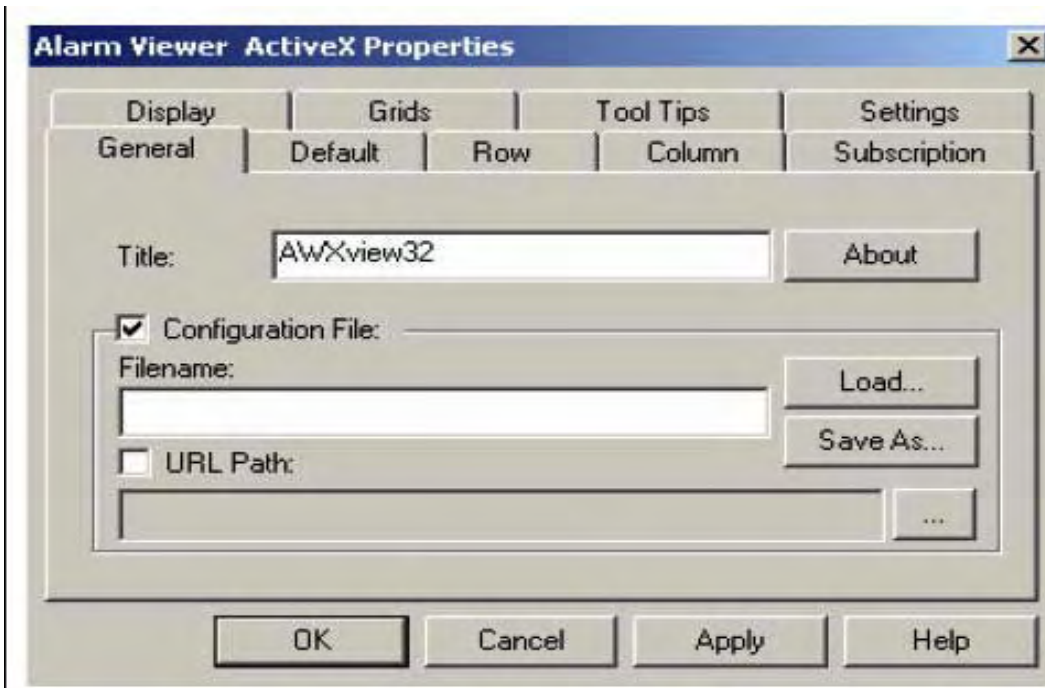 Alarm Viewer ActiveX Properties
Display Grids Tool Tips Settings
General Default Row Column Subscription
Title: AWXview32 About
Configuration File:
Filename:
Load...
Save As...
URL Path:
...
OK Cancel Apply Help